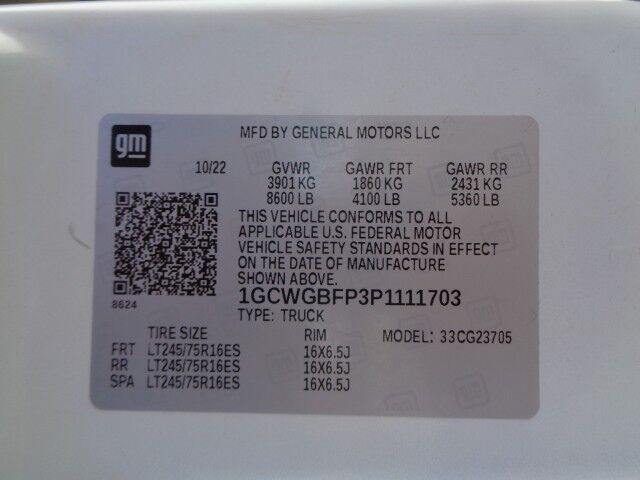 gm
MFD BY GENERAL MOTORS LLC
10/22 GVWR GAWR FRT GAWR RR
3901 KG 1860 KG 2431 KG
8600 LB 4100 LB 5360 LB
THIS VEHICLE CONFORMS TO ALL
APPLICABLE U.S. FEDERAL MOTOR
VEHICLE SAFETY STANDARDS IN EFFECT
ON THE DATE OF MANUFACTURE
SHOWN ABOVE.
8624
1GCWGBFP3P1111703
TYPE: TRUCK
TIRE SIZE RIM MODEL: 33CG23705
FRT LT245/75R16ES 16X6.5J
RR LT245/75R16ES 16X6.5J
SPA LT245/75R16ES 16X6.5J